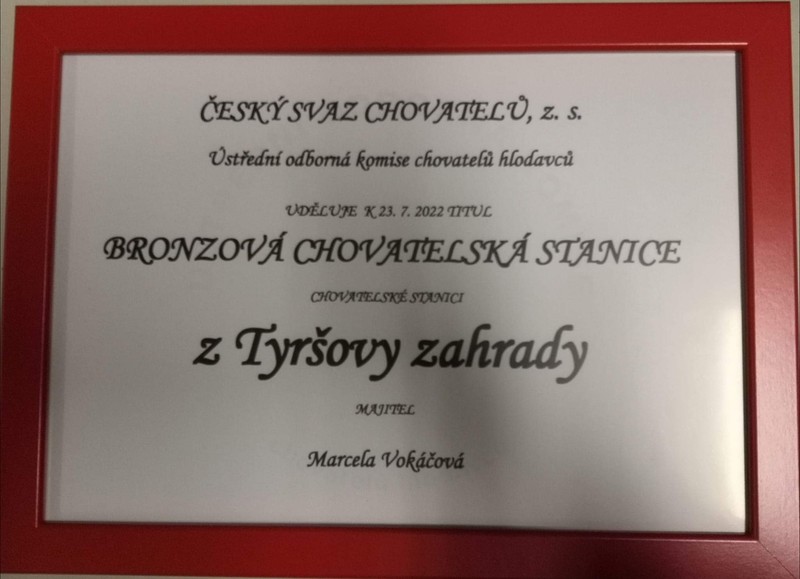 ČESKÝ SVAZ CHOVATELŮ, z. s.
Ústřední odborná komise chovatelů hlodavců
UDĚLUJE K 23. 7. 2022 TITUL
BRONZOVÁ CHOVATELSKÁ STANICE
CHOVATELSKÉ STANICI
z Tyršovy zahrady
MAJITEL
Marcela Vokáčová